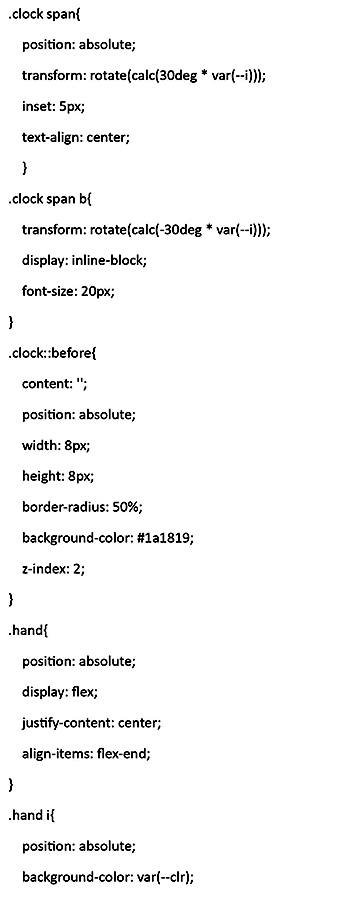 .clock span{
position: absolute;
transform: rotate(calc(30deg * var(--i)));
inset: 5px;
text-align: center;
}
.clock span b{
transform: rotate(calc(-30deg * var(--i)));
display: inline-block;
font-size: 20px;
}
.clock::before{
content: '';
position: absolute;
width: 8px;
height: 8px;
border-radius: 50%;
background-color: #1a1819;
z-index: 2;
}
.hand{
position: absolute;
display: flex;
justify-content: center;
align-items: flex-end;
}
.hand i{
position: absolute;
background-color: var(--clr);